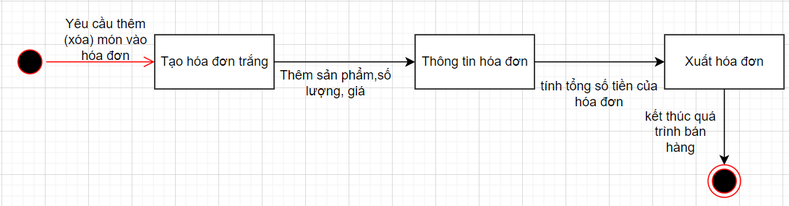 Yêu cầu thêm
(xóa) món vào
hóa đơn
Tạo hóa đơn trắng
Thêm sản phẩm,số
lượng, giá
Thông tin hóa đơn
tính tổng số tiền của
hóa đơn
Xuất hóa đơn
kết thúc quá
trình bán
hàng